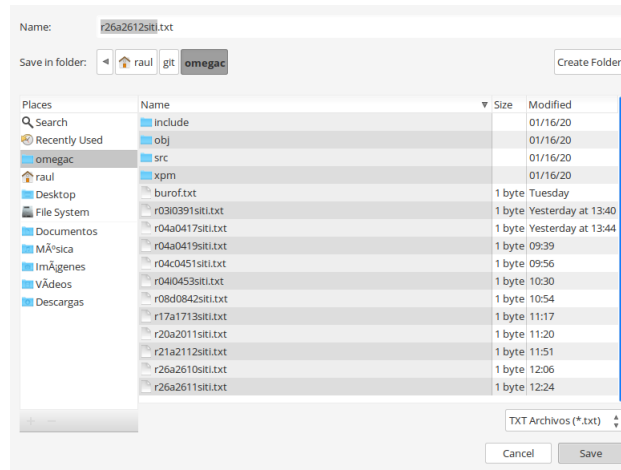 Name: r26a2612siti.txt
Save in folder: raul git omegac Create Folder
Places Name Size Modified
Search include 01/16/20
Recently Used obj 01/16/20
omegac src 01/16/20
raul xpm 01/16/20
Desktop burof.txt 1 byte Tuesday
File System r03i0391siti.txt 1 byte Yesterday at 13:40
Documentos r04a0417siti.txt 1 byte Yesterday at 13:44
MÃºsica r04a0419siti.txt 1 byte 09:39
ImÃ¡genes r04c0451siti.txt 1 byte 09:56
VÃ­deos r04i0453siti.txt 1 byte 10:30
Descargas r08d0842siti.txt 1 byte 10:54
r17a1713siti.txt 1 byte 11:17
r20a2011siti.txt 1 byte 11:20
r21a2112siti.txt 1 byte 11:51
r26a2610siti.txt 1 byte 12:06
r26a2611siti.txt 1 byte 12:24
TXT Archivos (*.txt)
Cancel Save